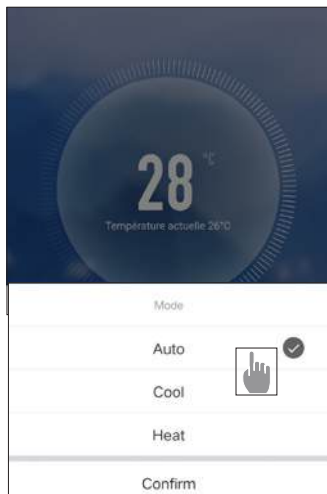 28 °C
Température actuelle 26°C
Mode
Auto
Cool
Heat
Confirm